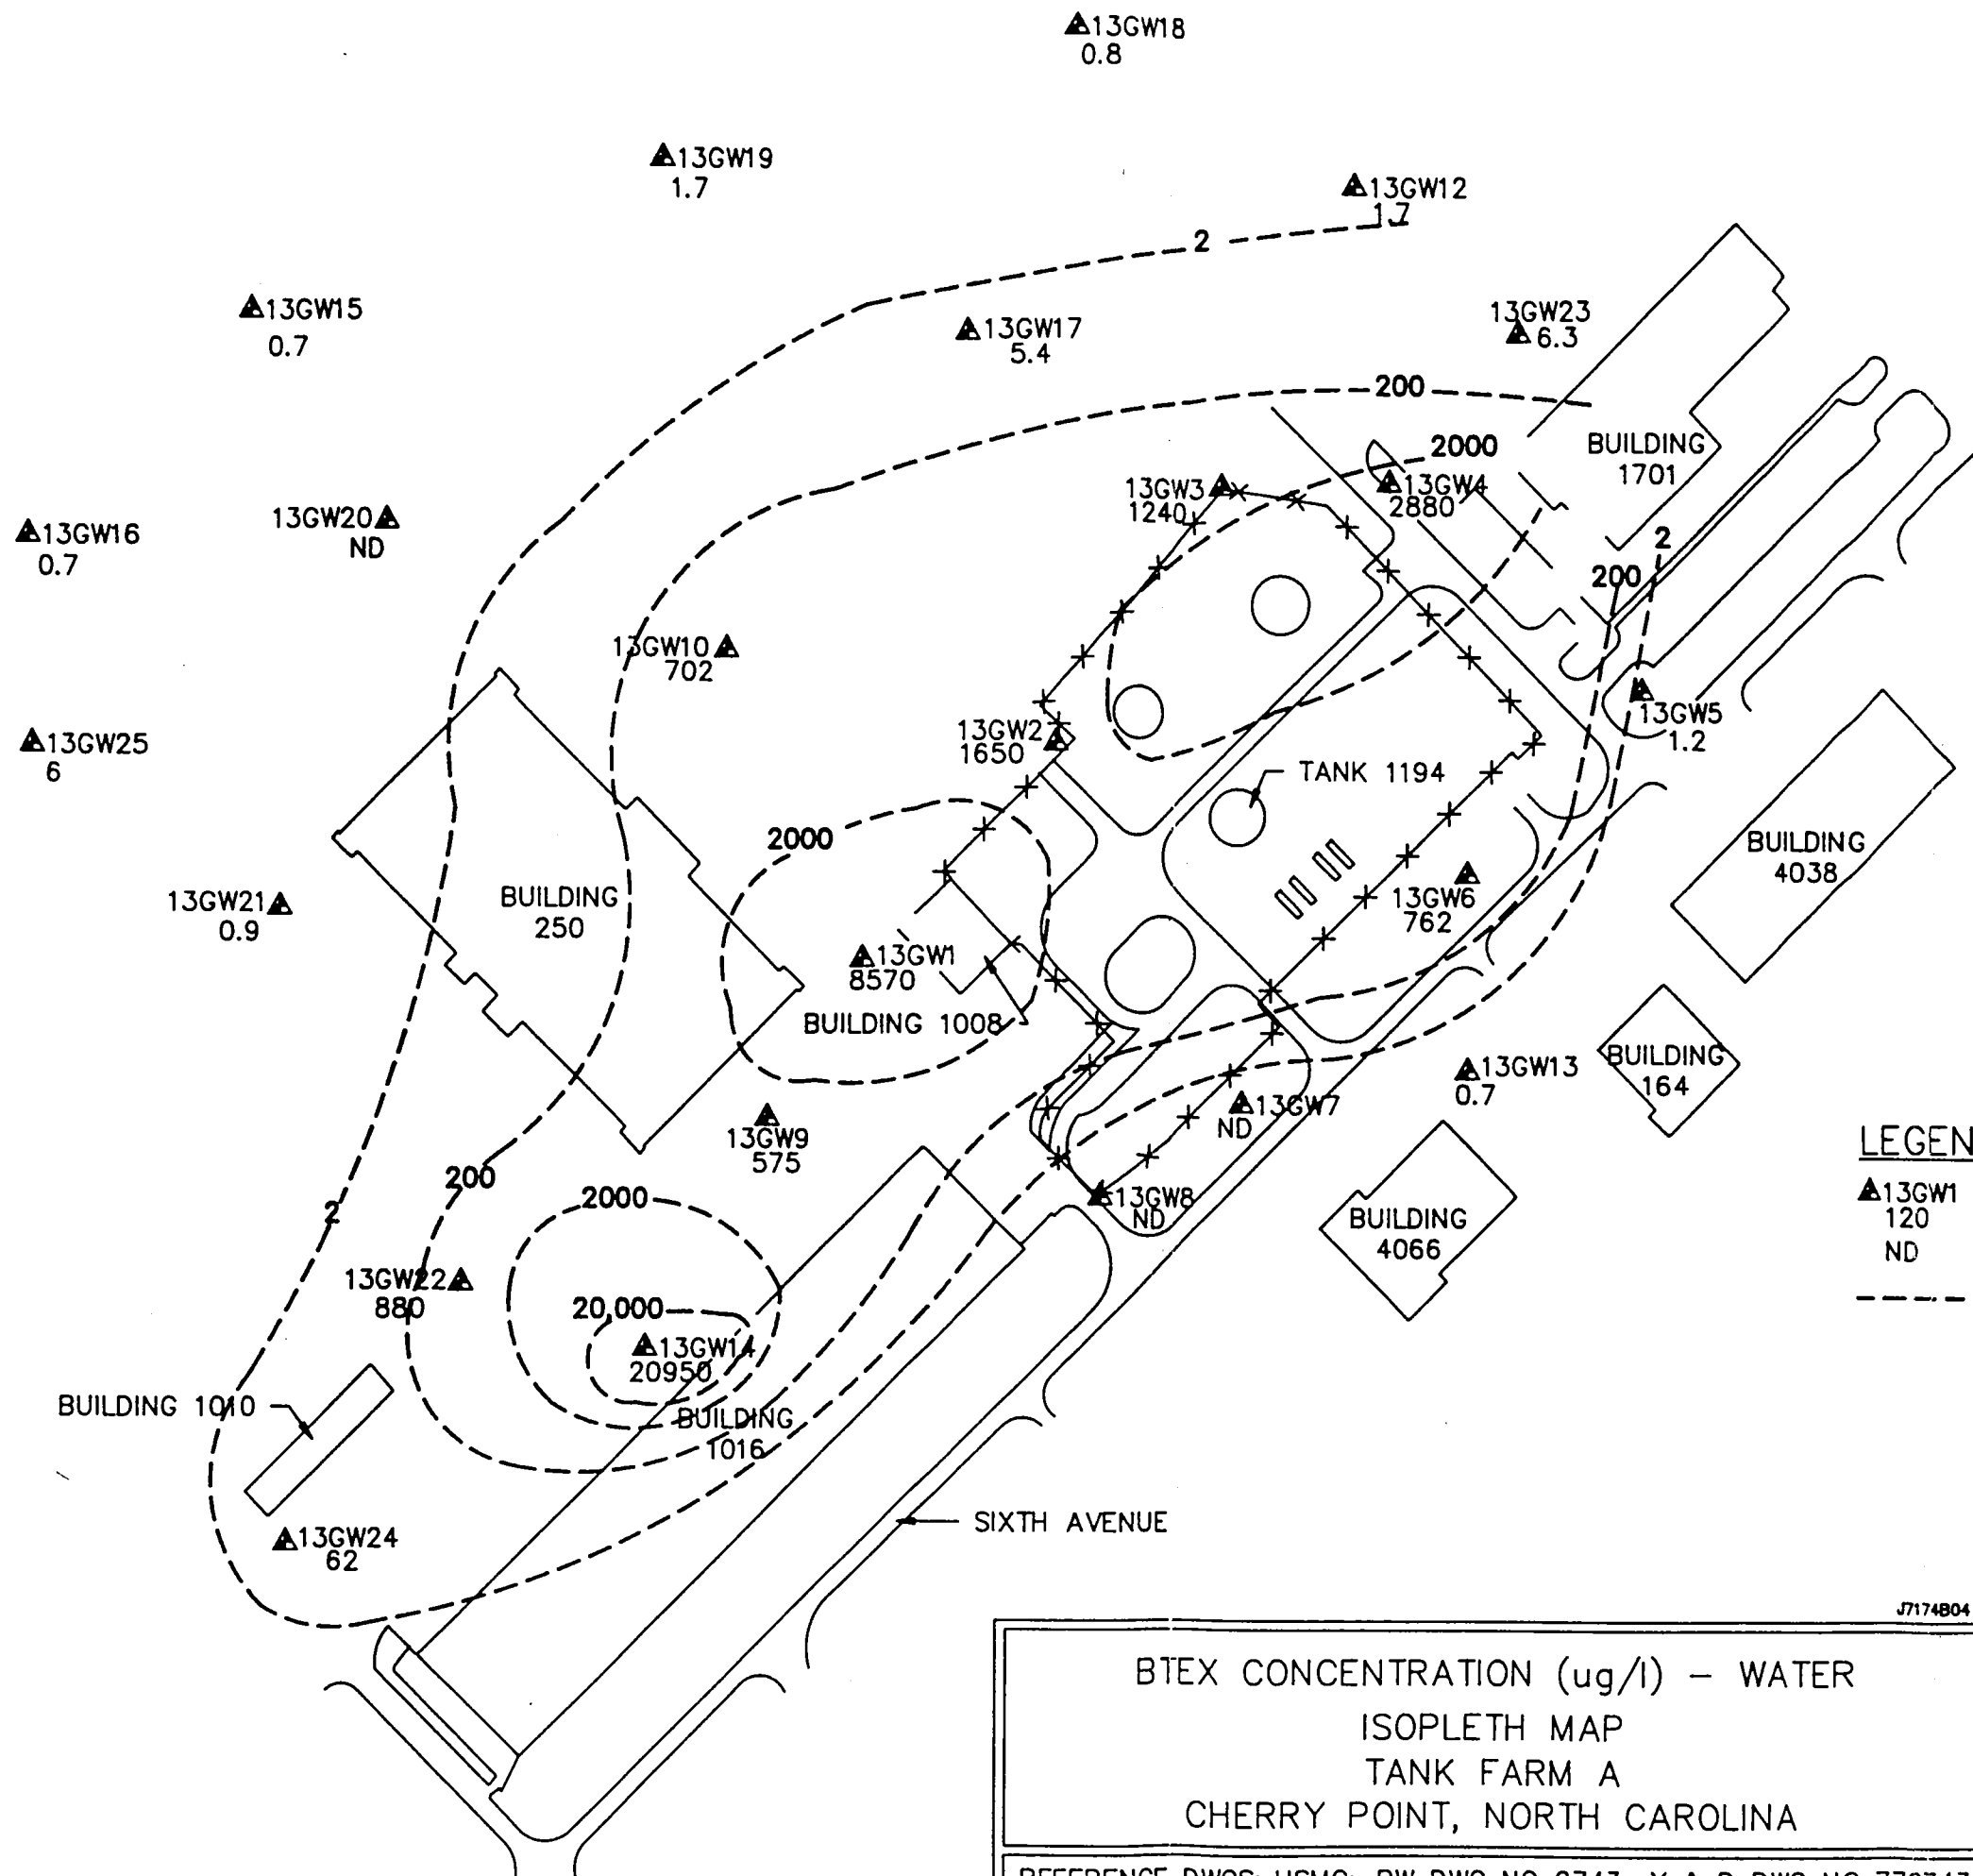 13GW18
0.8
13GW19
1.7
13GW12
1.7
2
13GW15
0.7
13GW17
5.4
13GW23
6.3
200
2000
BUILDING
1701
13GW3
1240
13GW4
2880
13GW16
0.7
13GW20
ND
2
200
13GW10
702
13GW5
1.2
13GW2
1650
13GW25
6
TANK 1194
2000
BUILDING
4038
13GW21
0.9
BUILDING
250
13GW6
762
13GW1
8570
BUILDING 1008
13GW13
0.7
BUILDING
164
13GW7
ND
13GW9
575
200
2000
2
13GW8
ND
BUILDING
4066
LEGEN
13GW1
120
ND
13GW22
880
20,000
13GW14
20950
BUILDING 1010
BUILDING
1016
13GW24
62
SIXTH AVENUE
J7174B04
BTEX CONCENTRATION (ug/l) - WATER
ISOPLETH MAP
TANK FARM A
CHERRY POINT, NORTH CAROLINA